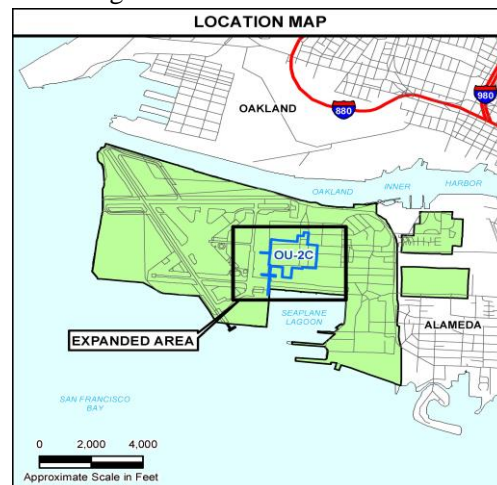 LOCATION MAP
OAKLAND
980
880
OAKLAND INNER HARBOR
OU-2C
SEAPLANE
LAGOON
ALAMEDA
EXPANDED AREA
SAN FRANCISCO
BAY
0 2,000 4,000
Approximate Scale in Feet